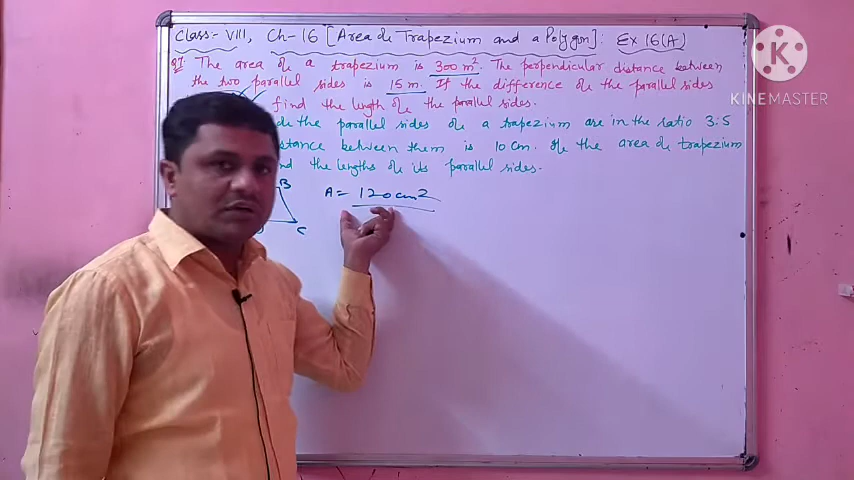 Class:- VIII, Ch-16 [Area of Trapezium and a Polygon]: Ex 16(A)
Q1. The area of a trapezium is 300 m². The perpendicular distance between
the two parallel sides is 15 m. If the difference of the parallel sides
find the length of the parallel sides.
the parallel sides of a trapezium are in the ratio 3:5
stance between them is 10 cm. If the area of trapezium
nd the lengths of its parallel sides.
B
A = 120 cm2
C
K
KINEMASTER